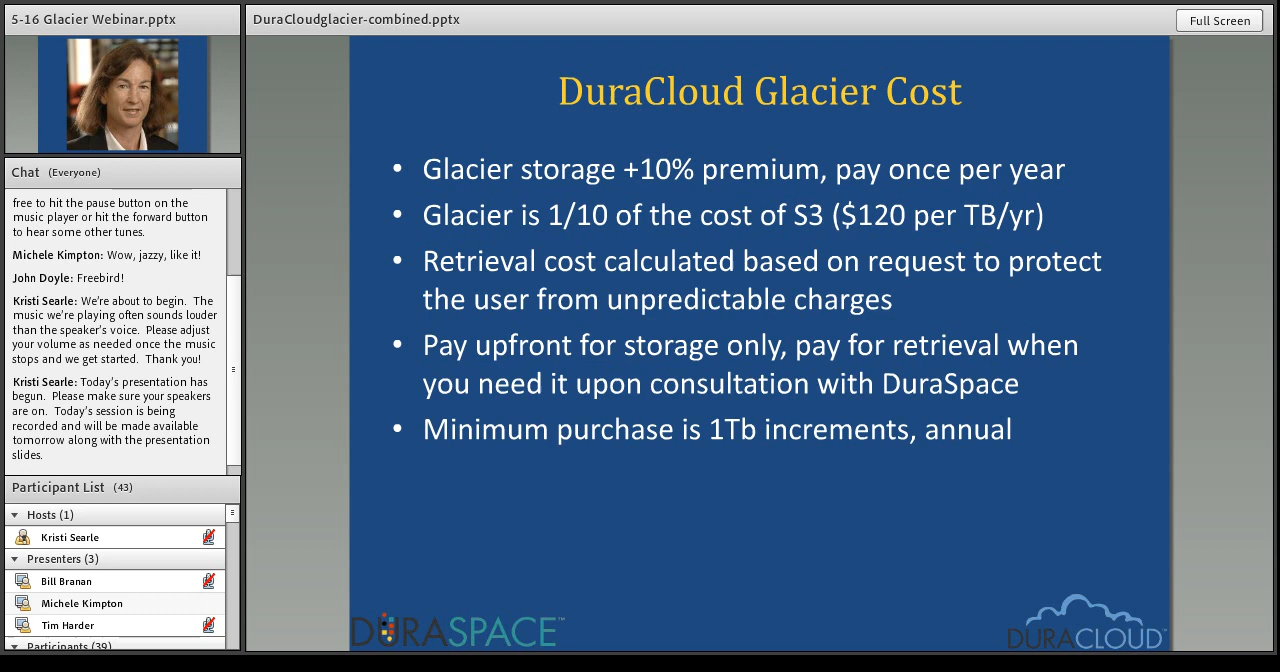 5-16 Glacier Webinar.pptx
Chat (Everyone)
free to hit the pause button on the
music player or hit the forward button
to hear some other tunes.
Michele Kimpton: Wow, jazzy, like it!
John Doyle: Freebird!
Kristi Searle: We're about to begin. The
music we're playing often sounds louder
than the speaker's voice. Please adjust
your volume as needed once the music
stops and we get started. Thank you!
Kristi Searle: Today's presentation has
begun. Please make sure your speakers
are on. Today's session is being
recorded and will be made available
tomorrow along with the presentation
slides.
Participant List (43)
Hosts (1)
Kristi Searle
Presenters (3)
Bill Branan
Michele Kimpton
Tim Harder
Participants (39)
DuraCloudglacier-combined.pptx
Full Screen
DuraCloud Glacier Cost
• Glacier storage +10% premium, pay once per year
• Glacier is 1/10 of the cost of S3 ($120 per TB/yr)
• Retrieval cost calculated based on request to protect
the user from unpredictable charges
• Pay upfront for storage only, pay for retrieval when
you need it upon consultation with DuraSpace
• Minimum purchase is 1Tb increments, annual
DURASPACE™
DURACLOUD™